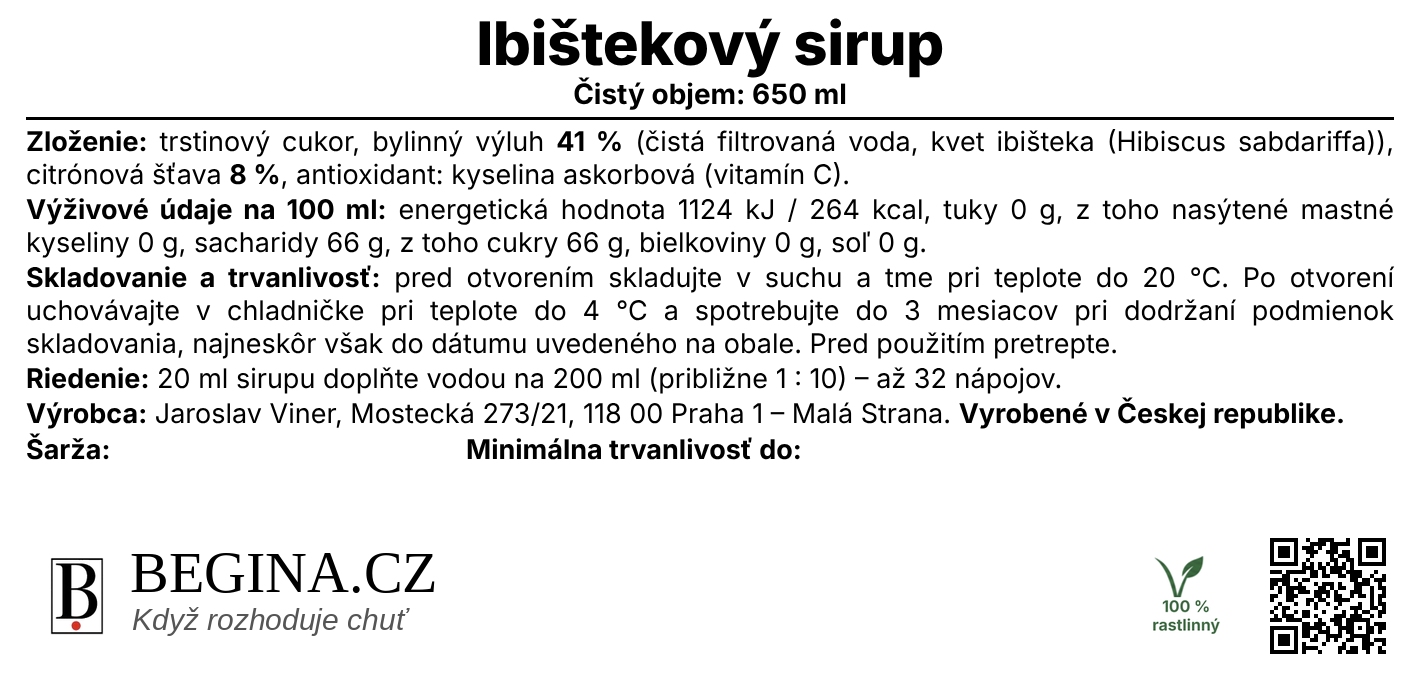 Ibištekový sirup
Čistý objem: 650 ml
Zloženie: trstinový cukor, bylinný výluh 41 % (čistá filtrovaná voda, kvet ibišteka (Hibiscus sabdariffa)),
citrónová šťava 8 %, antioxidant: kyselina askorbová (vitamín C).
Výživové údaje na 100 ml: energetická hodnota 1124 kJ / 264 kcal, tuky 0 g, z toho nasýtené mastné
kyseliny 0 g, sacharidy 66 g, z toho cukry 66 g, bielkoviny 0 g, soľ 0 g.
Skladovanie a trvanlivosť: pred otvorením skladujte v suchu a tme pri teplote do 20 °C. Po otvorení
uchovávajte v chladničke pri teplote do 4 °C a spotrebujte do 3 mesiacov pri dodržaní podmienok
skladovania, najneskôr však do dátumu uvedeného na obale. Pred použitím pretrepte.
Riedenie: 20 ml sirupu doplňte vodou na 200 ml (približne 1 : 10) – až 32 nápojov.
Výrobca: Jaroslav Viner, Mostecká 273/21, 118 00 Praha 1 – Malá Strana. Vyrobené v Českej republike.
Šarža: Minimálna trvanlivosť do:
B BEGINA.CZ
Když rozhoduje chuť
100 %
rastlinný